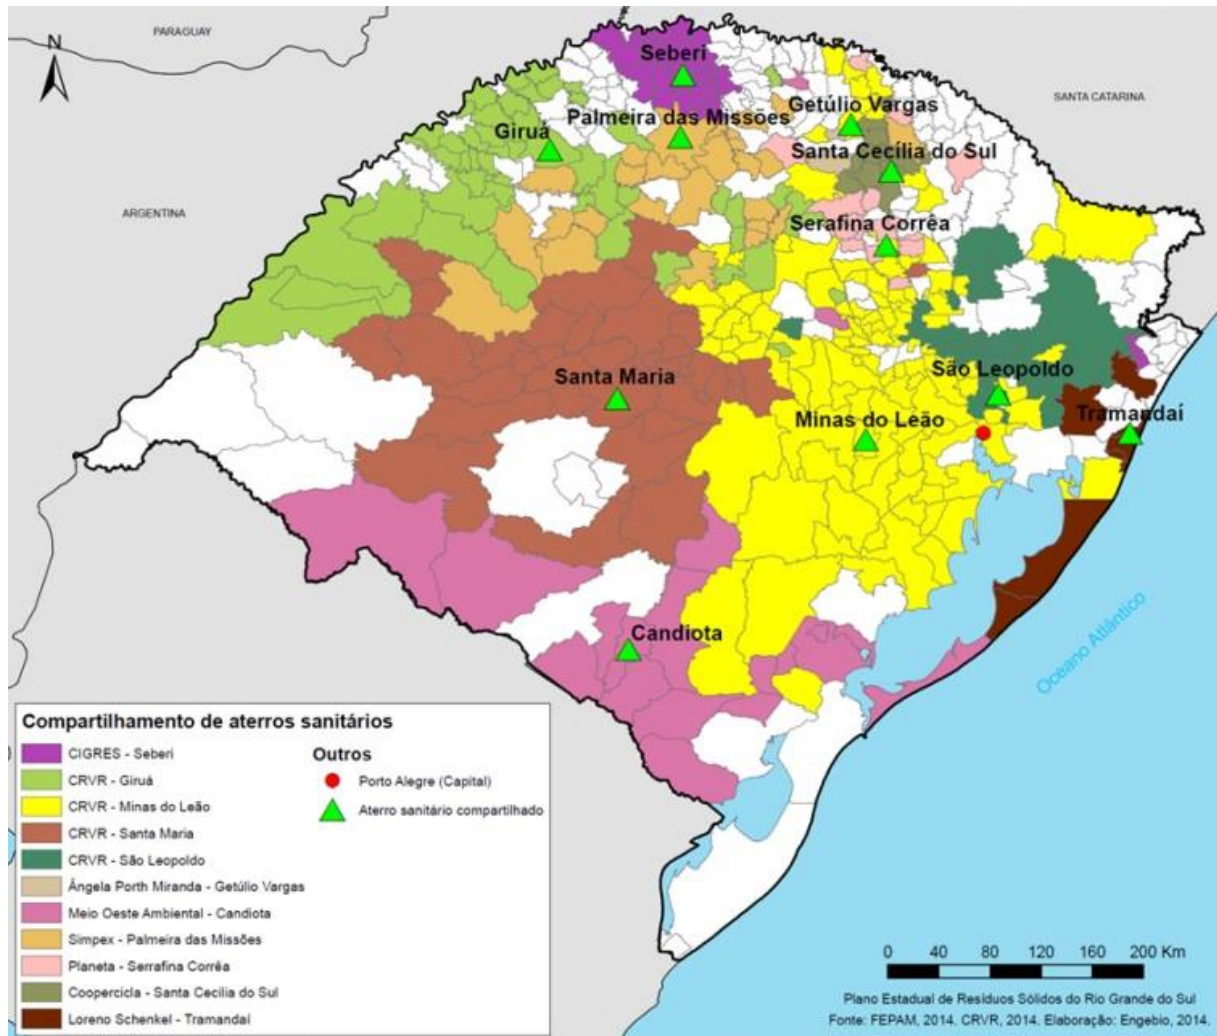 PARAGUAY
N
Seberi
SANTA CATARINA
Getúlio Vargas
Palmeira das Missões
Giruá
Santa Cecília do Sul
ARGENTINA
Serafina Corrêa
São Leopoldo
Santa Maria
Tramandaí
Minas do Leão
Candiota
Oceano Atlântico
Compartilhamento de aterros sanitários
CIGRES - Seberi
CRVR - Giruá
CRVR - Minas do Leão
CRVR - Santa Maria
CRVR - São Leopoldo
Ângela Porth Miranda - Getúlio Vargas
Meio Oeste Ambiental - Candiota
Simpex - Palmeira das Missões
Planeta - Serrafina Corrêa
Coopercicla - Santa Cecília do Sul
Loreno Schenkel - Tramandaí
Outros
Porto Alegre (Capital)
Aterro sanitário compartilhado
0 40 80 120 160 200 Km
Plano Estadual de Resíduos Sólidos do Rio Grande do Sul
Fonte: FEPAM, 2014. CRVR, 2014. Elaboração: Engebio, 2014.